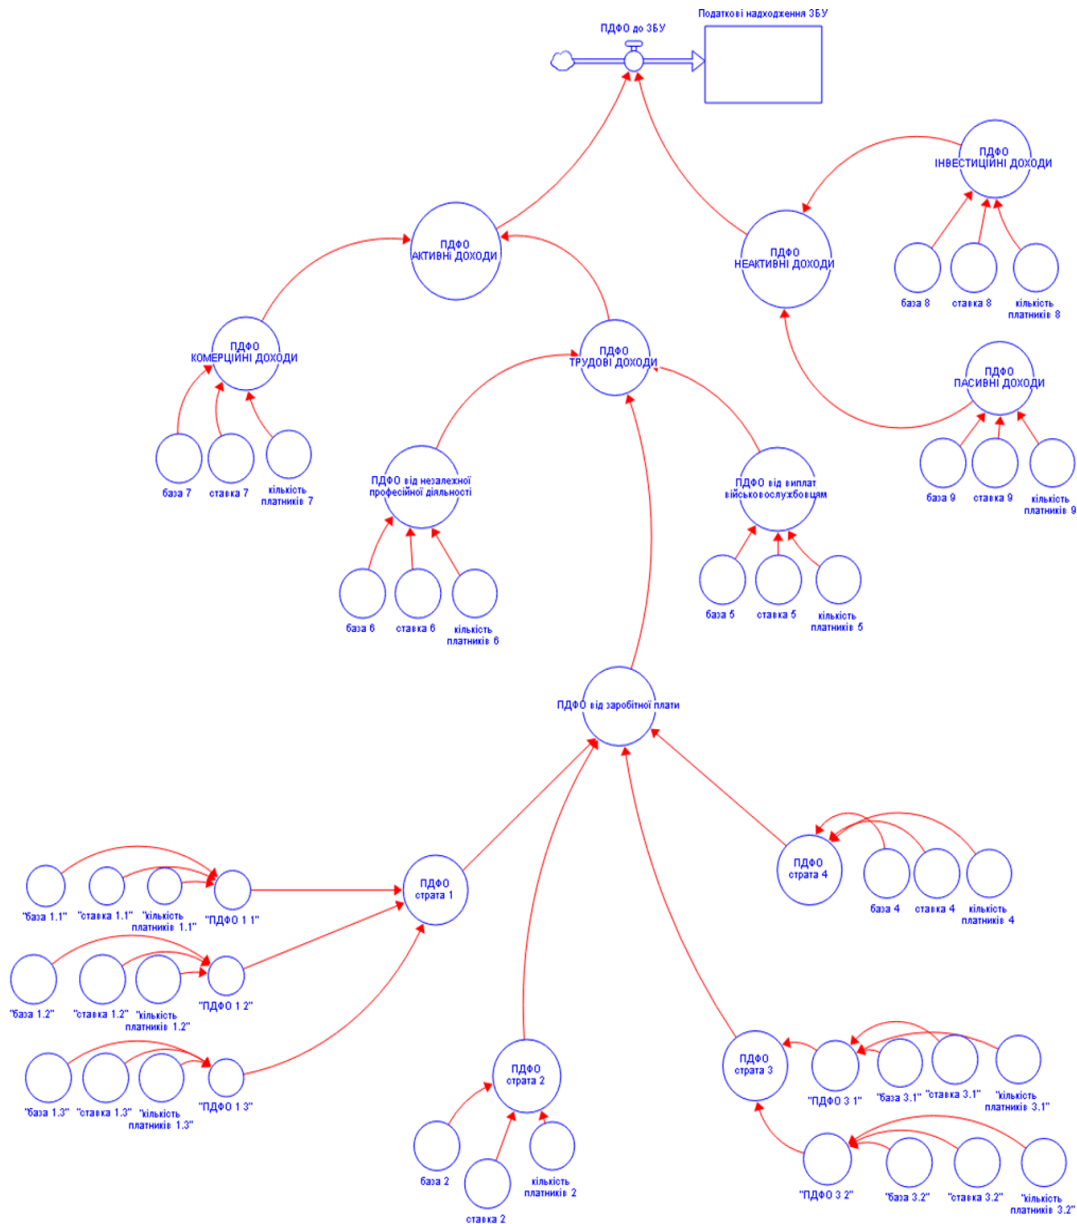 Податкові надходження ЗБУ
ПДФО до ЗБУ
ПДФО
ІНВЕСТИЦІЙНІ ДОХОДИ
ПДФО
АКТИВНІ ДОХОДИ
ПДФО
НЕАКТИВНІ ДОХОДИ
база 8
ставка 8
кількість
платників 8
ПДФО
КОМЕРЦІЙНІ ДОХОДИ
ПДФО
ТРУДОВІ ДОХОДИ
ПДФО
ПАСИВНІ ДОХОДИ
база 7
ставка 7
кількість
платників 7
ПДФО від незалежної
професійної діяльності
ПДФО від виплат
військовослужбовцям
база 9
ставка 9
кількість
платників 9
база 6
ставка 6
кількість
платників 6
база 5
ставка 5
кількість
платників 5
ПДФО від заробітної плати
ПДФО
страта 1
ПДФО
страта 4
база 4
ставка 4
кількість
платників 4
"база 1.1"
"ставка 1.1"
"кількість
платників 1.1"
"ПДФО 1 1"
"база 1.2"
"ставка 1.2"
"кількість
платників 1.2"
"ПДФО 1 2"
"база 1.3"
"ставка 1.3"
"кількість
платників 1.3"
"ПДФО 1 3"
ПДФО
страта 2
база 2
ставка 2
кількість
платників 2
ПДФО
страта 3
"ПДФО 3 1"
"база 3.1"
"ставка 3.1"
"кількість
платників 3.1"
"ПДФО 3 2"
"база 3.2"
"ставка 3.2"
"кількість
платників 3.2"